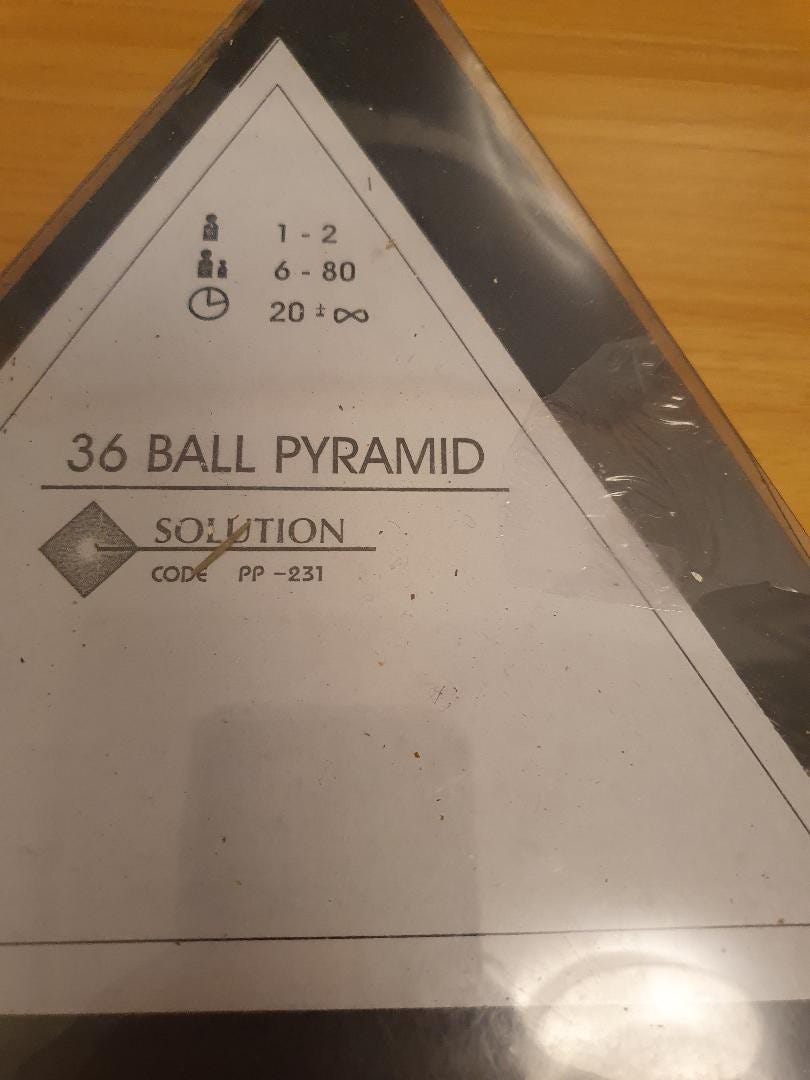 1 - 2
6 - 80
20 ± ∞
36 BALL PYRAMID
SOLUTION
CODE PP -231